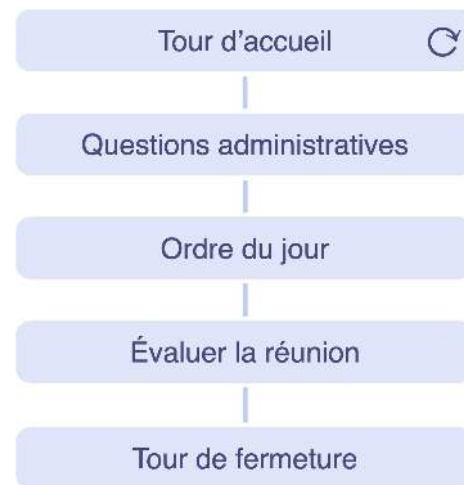 Tour d'accueil
Questions administratives
Ordre du jour
Évaluer la réunion
Tour de fermeture